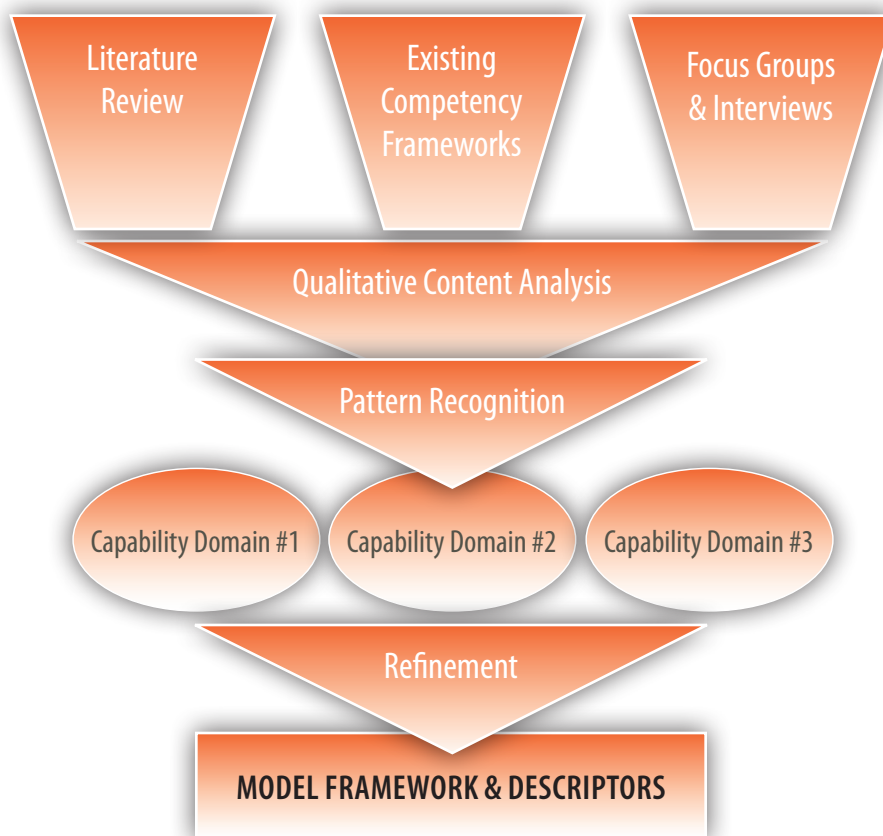 Literature
Review
Existing
Competency
Frameworks
Focus Groups
& Interviews
Qualitative Content Analysis
Pattern Recognition
Capability Domain #1
Capability Domain #2
Capability Domain #3
Refinement
MODEL FRAMEWORK & DESCRIPTORS